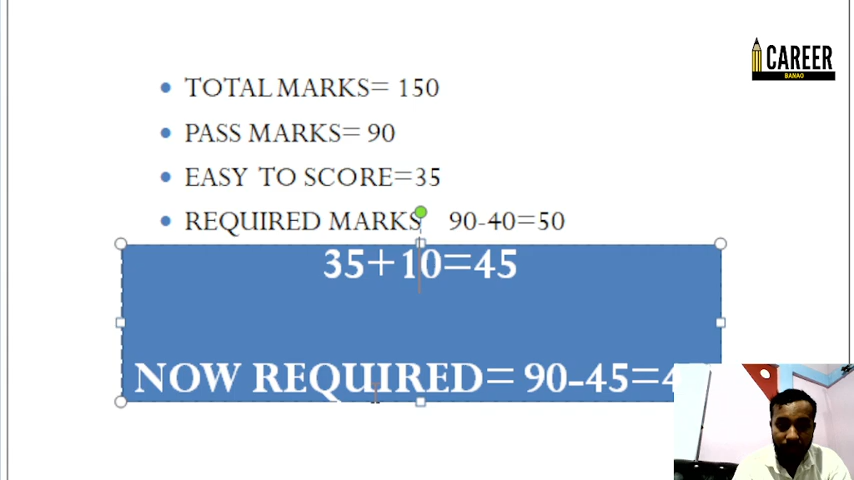 CAREER
BANAO
TOTAL MARKS= 150
PASS MARKS= 90
EASY TO SCORE=35
REQUIRED MARKS 90-40=50
35+10=45
NOW REQUIRED= 90-45=4